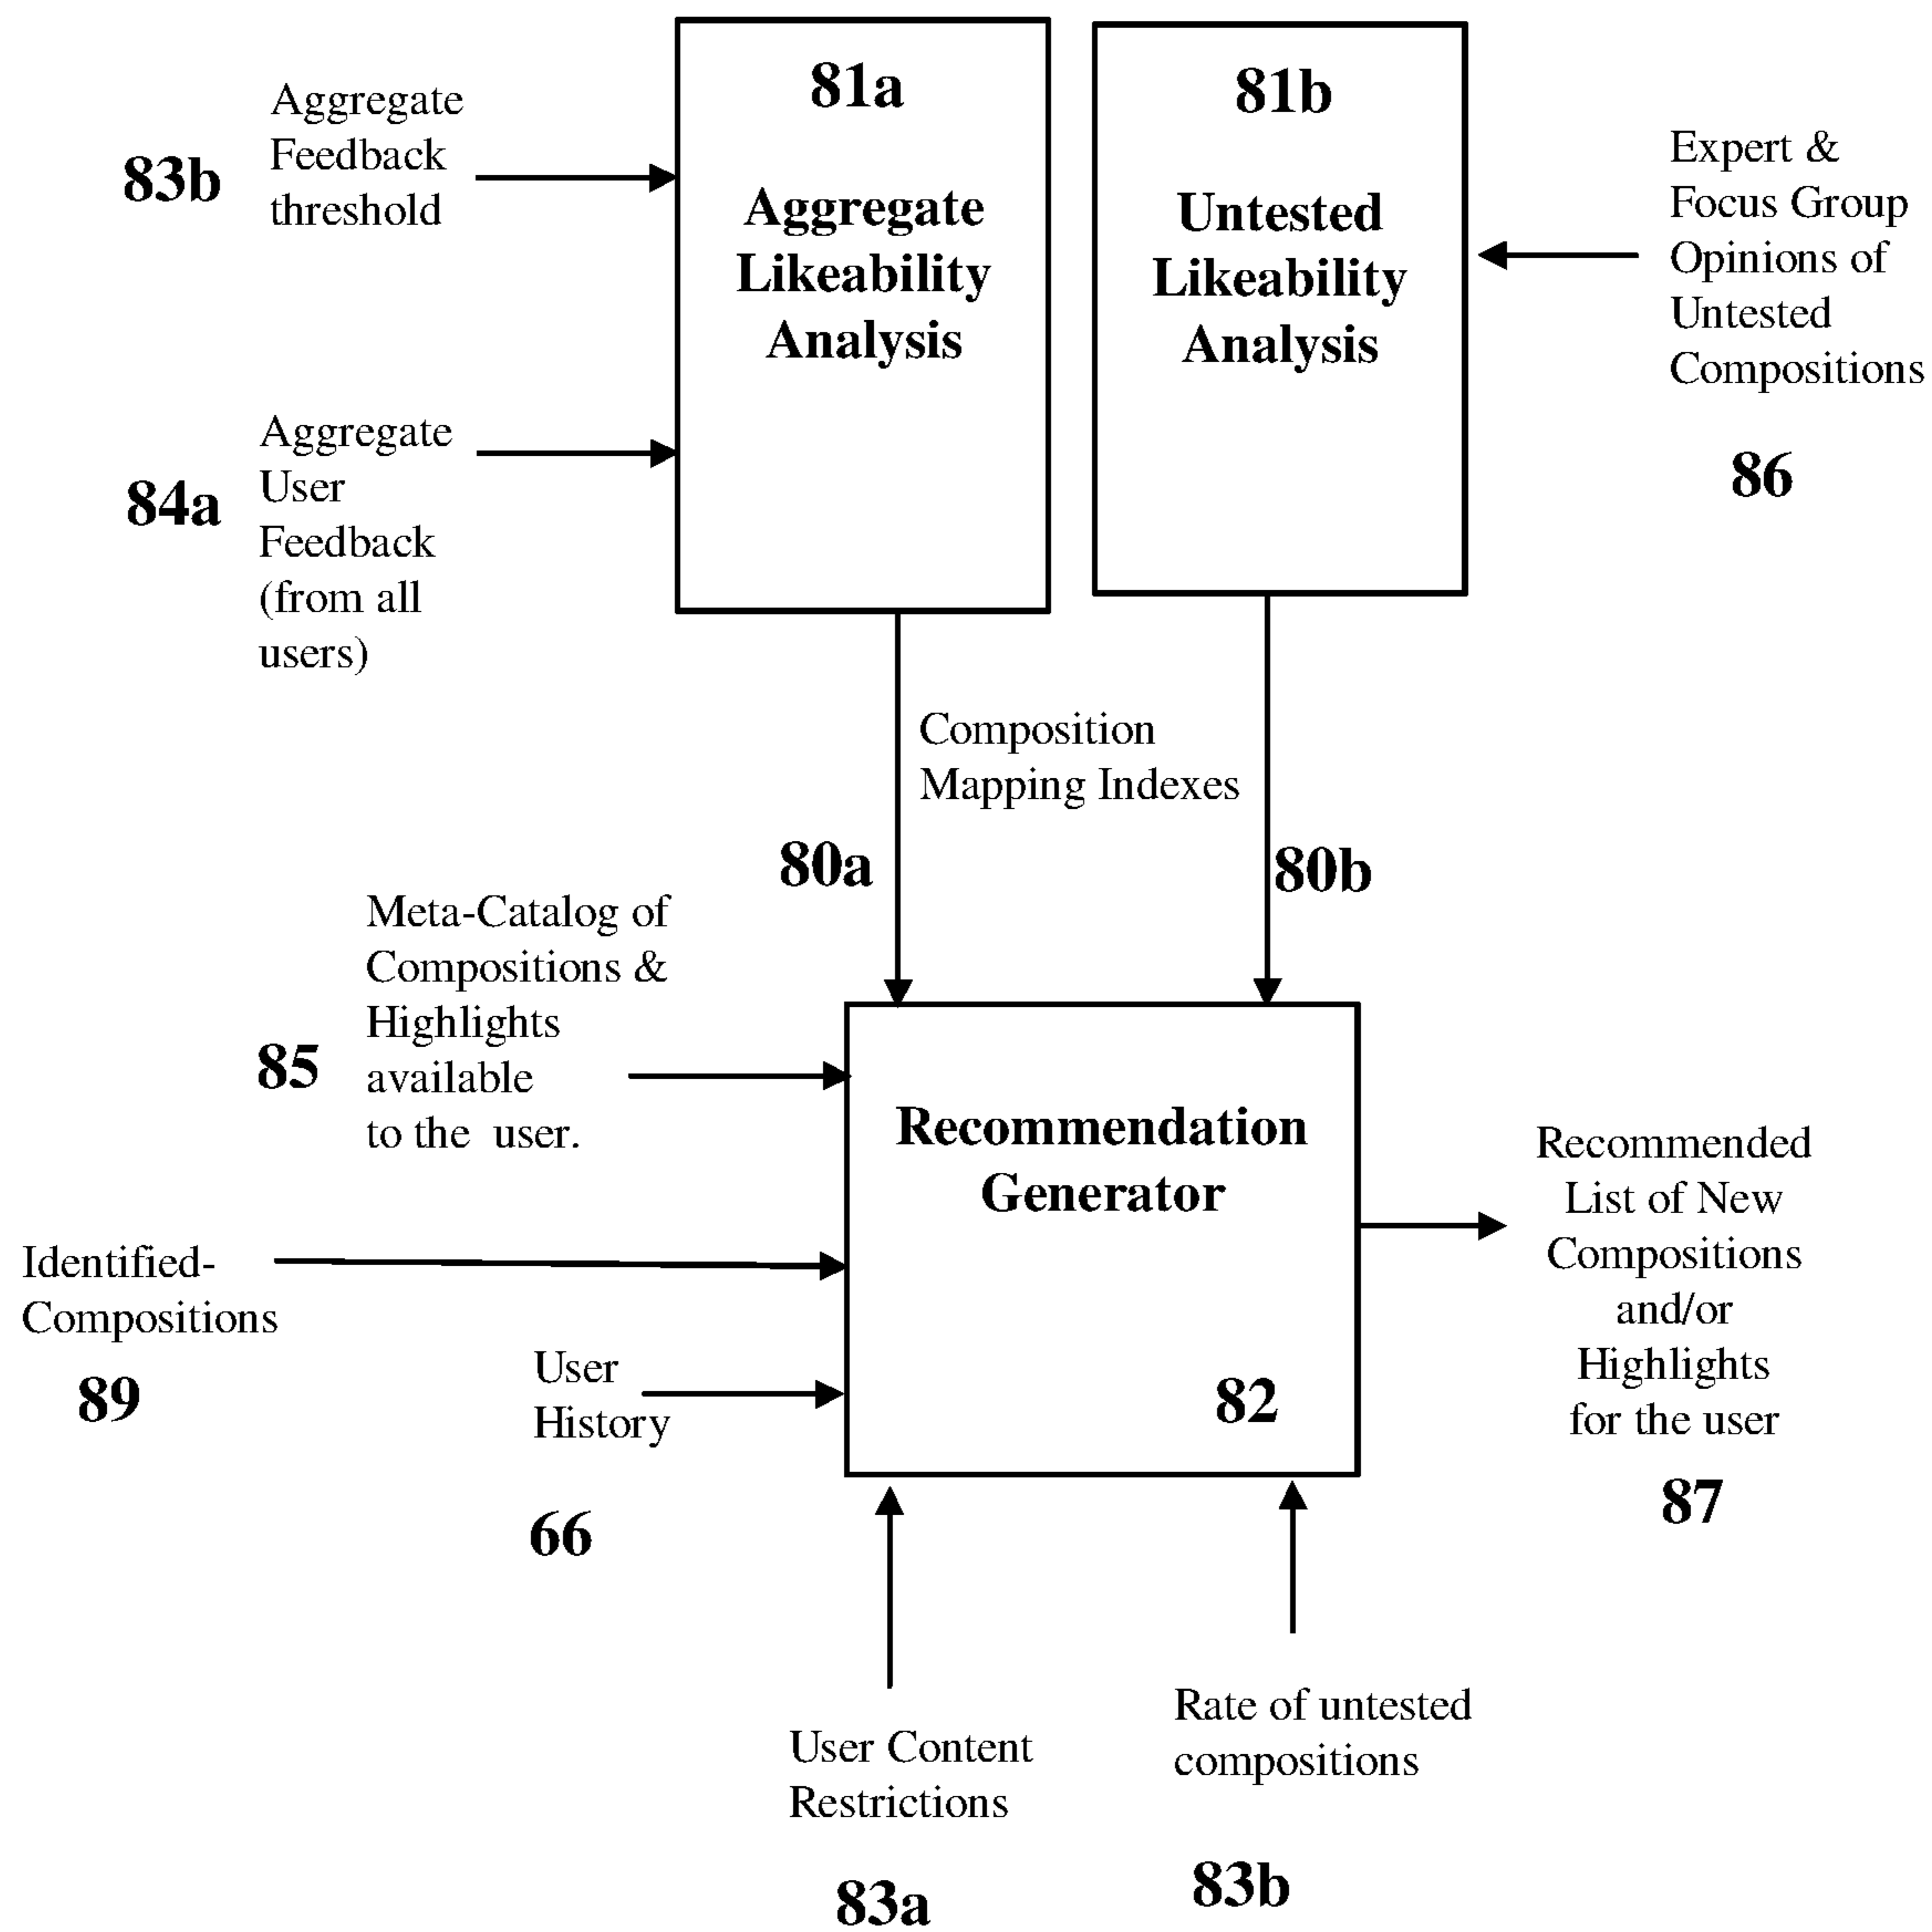 81a
Aggregate
Likeability
Analysis
81b
Untested
Likeability
Analysis
83b
Aggregate
Feedback
threshold
84a
Aggregate
User
Feedback
(from all
users)
Expert &
Focus Group
Opinions of
Untested
Compositions
86
Composition
Mapping Indexes
80a
80b
85
Meta-Catalog of
Compositions &
Highlights
available
to the user.
Identified-
Compositions
89
User
History
66
Recommendation
Generator
82
Recommended
List of New
Compositions
and/or
Highlights
for the user
87
User Content
Restrictions
83a
Rate of untested
compositions
83b